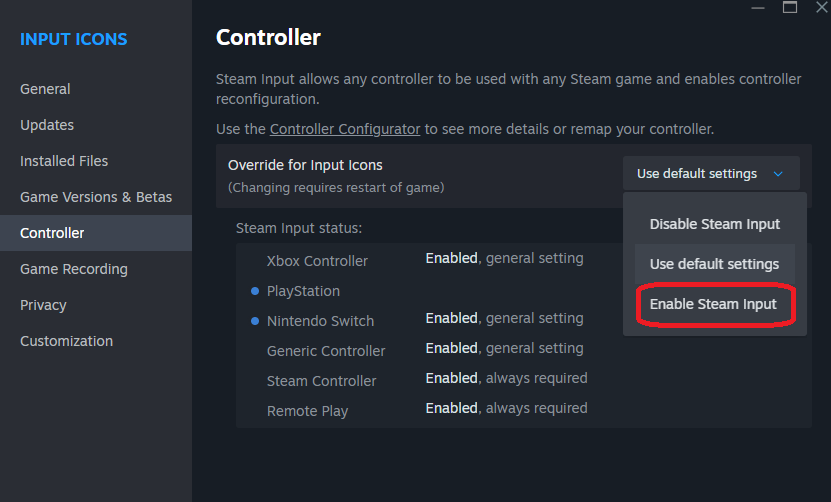 INPUT ICONS
General
Updates
Installed Files
Game Versions & Betas
Controller
Game Recording
Privacy
Customization
Controller
Steam Input allows any controller to be used with any Steam game and enables controller
reconfiguration.
Use the Controller Configurator to see more details or remap your controller.
Override for Input Icons
(Changing requires restart of game)
Use default settings
Disable Steam Input
Use default settings
Enable Steam Input
Steam Input status:
Xbox Controller Enabled, general setting
PlayStation
Nintendo Switch Enabled, general setting
Generic Controller Enabled, general setting
Steam Controller Enabled, always required
Remote Play Enabled, always required